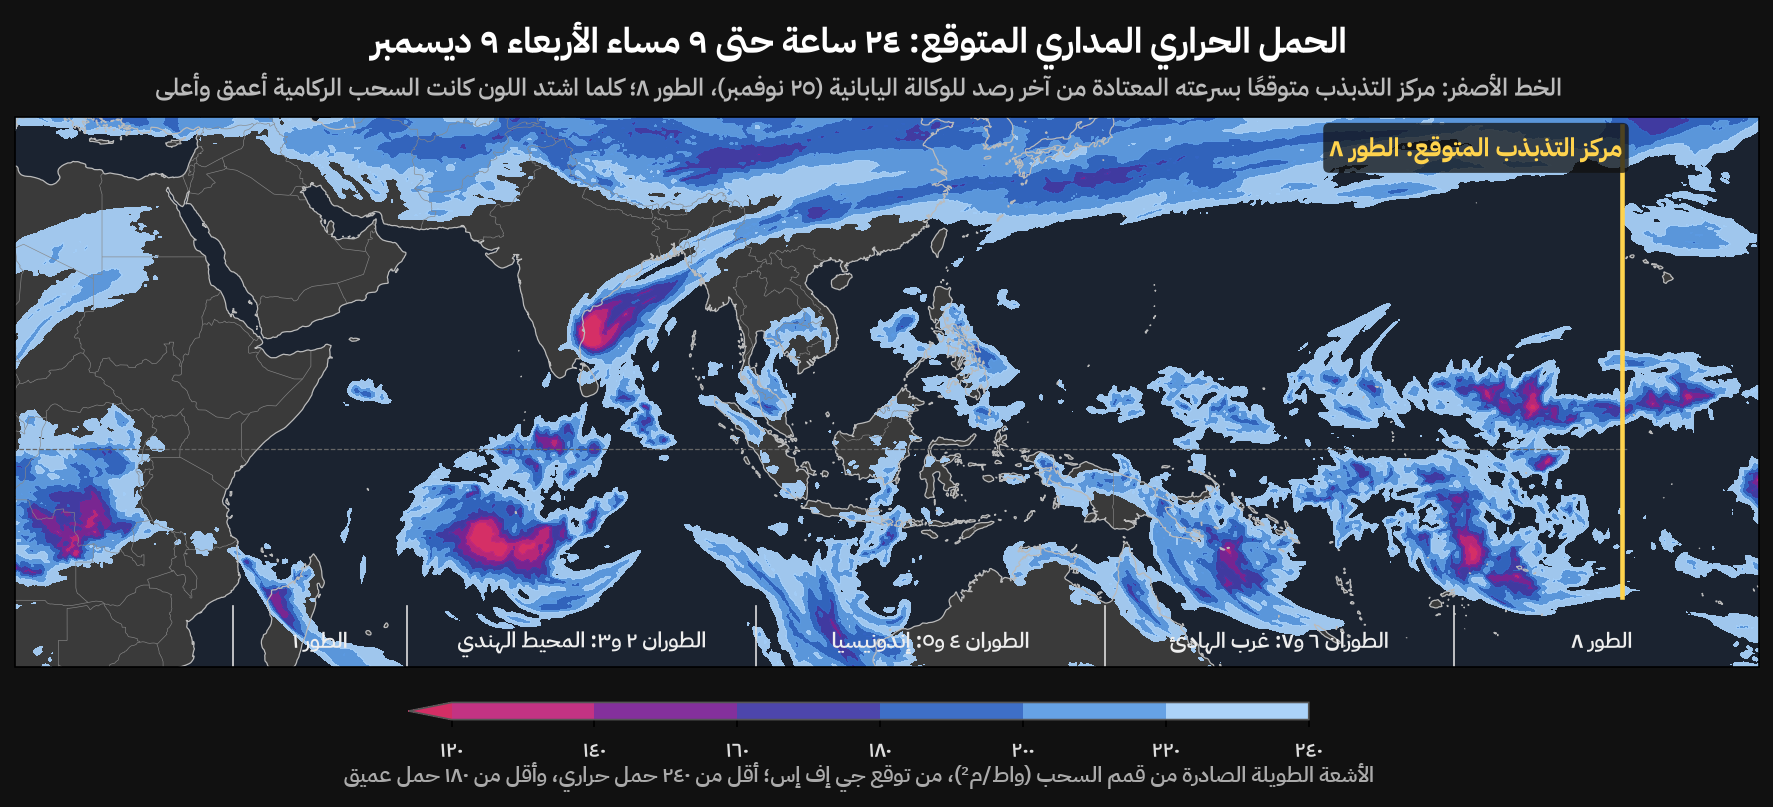 الحمل الحراري المداري المتوقع: ٢٤ ساعة حتى ٩ مساء الأربعاء ٩ ديسمبر
الخط الأصفر: مركز التذبذب متوقعًا بسرعته المعتادة من آخر رصد للوكالة اليابانية (٢٥ نوفمبر)، الطور ٨؛ كلما اشتد اللون كانت السحب الركامية أعمق وأعلى
مركز التذبذب المتوقع: الطور ٨
الطور ٨
الطوران ٦ و٧: غرب الهادئ
الطوران ٤ و٥: إندونيسيا
الطوران ٢ و٣: المحيط الهندي
الطور ١
١٢٠ ١٤٠ ١٦٠ ١٨٠ ٢٠٠ ٢٢٠ ٢٤٠
الأشعة الطويلة الصادرة من قمم السحب (واط/م²)، من توقع جي إف إس؛ أقل من ٢٤٠ حمل حراري، وأقل من ١٨٠ حمل عميق